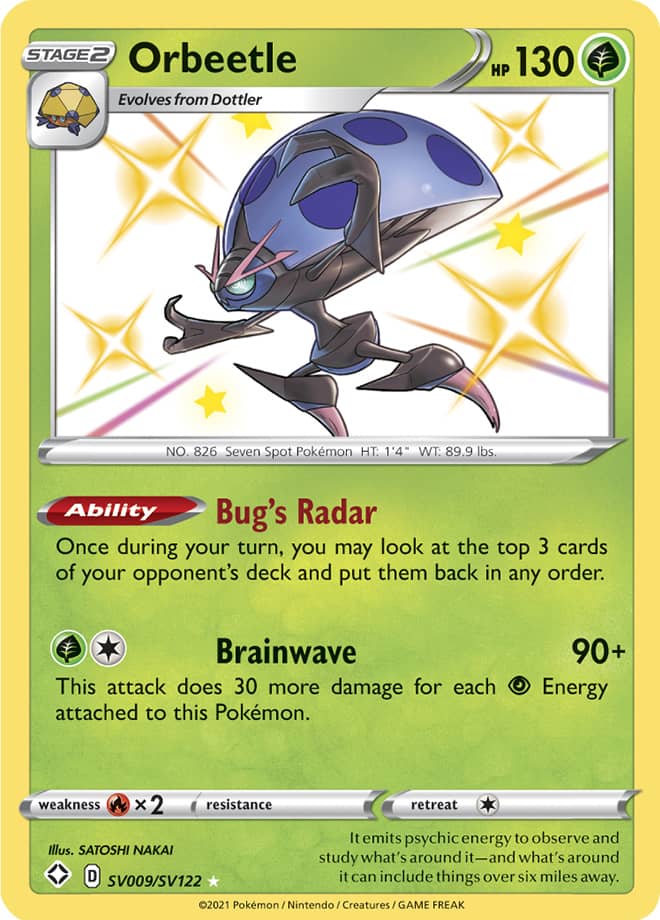 STAGE 2
Orbeetle
HP 130
Evolves from Dottler
NO. 826 Seven Spot Pokémon HT: 1'4" WT: 89.9 lbs.
Ability Bug's Radar
Once during your turn, you may look at the top 3 cards
of your opponent's deck and put them back in any order.
Brainwave 90+
This attack does 30 more damage for each Energy
attached to this Pokémon.
weakness ×2 resistance retreat
Illus. SATOSHI NAKAI
D SV009/SV122
It emits psychic energy to observe and
study what's around it—and what's around
it can include things over six miles away.
©2021 Pokémon / Nintendo / Creatures / GAME FREAK